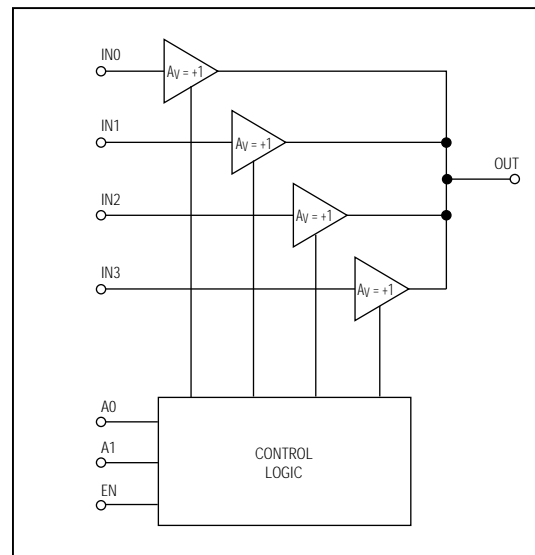 IN0
AV = +1
IN1
AV = +1
OUT
IN2
AV = +1
IN3
AV = +1
A0
A1
EN
CONTROL
LOGIC